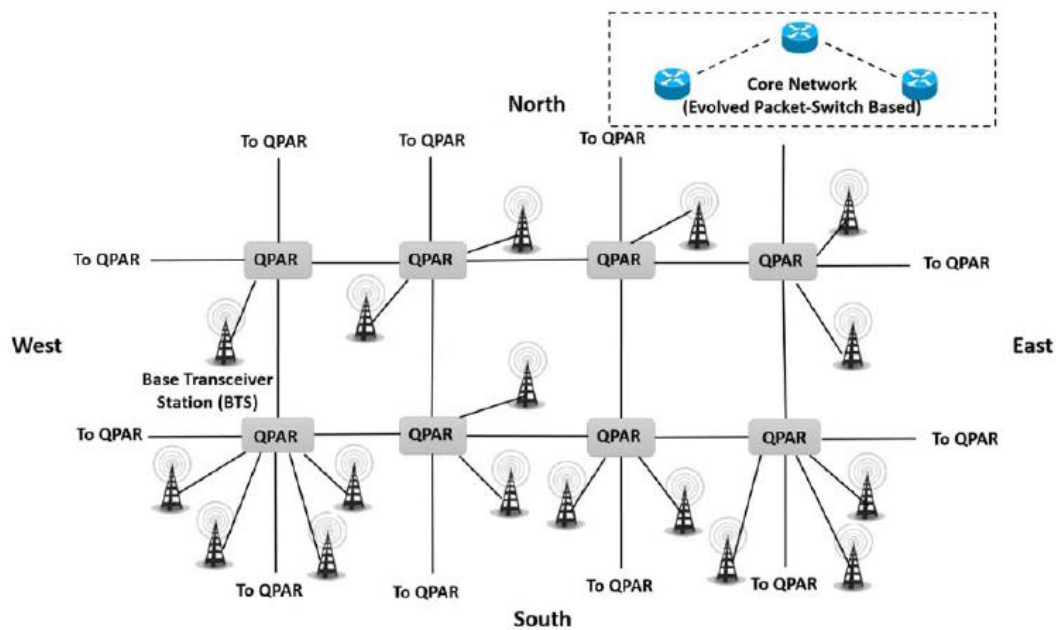 Core Network
(Evolved Packet-Switch Based)
North
To QPAR
To QPAR
To QPAR
To QPAR
QPAR
QPAR
QPAR
QPAR
To QPAR
West
East
Base Transceiver
Station (BTS)
To QPAR
QPAR
QPAR
QPAR
QPAR
To QPAR
To QPAR
To QPAR
To QPAR
To QPAR
South